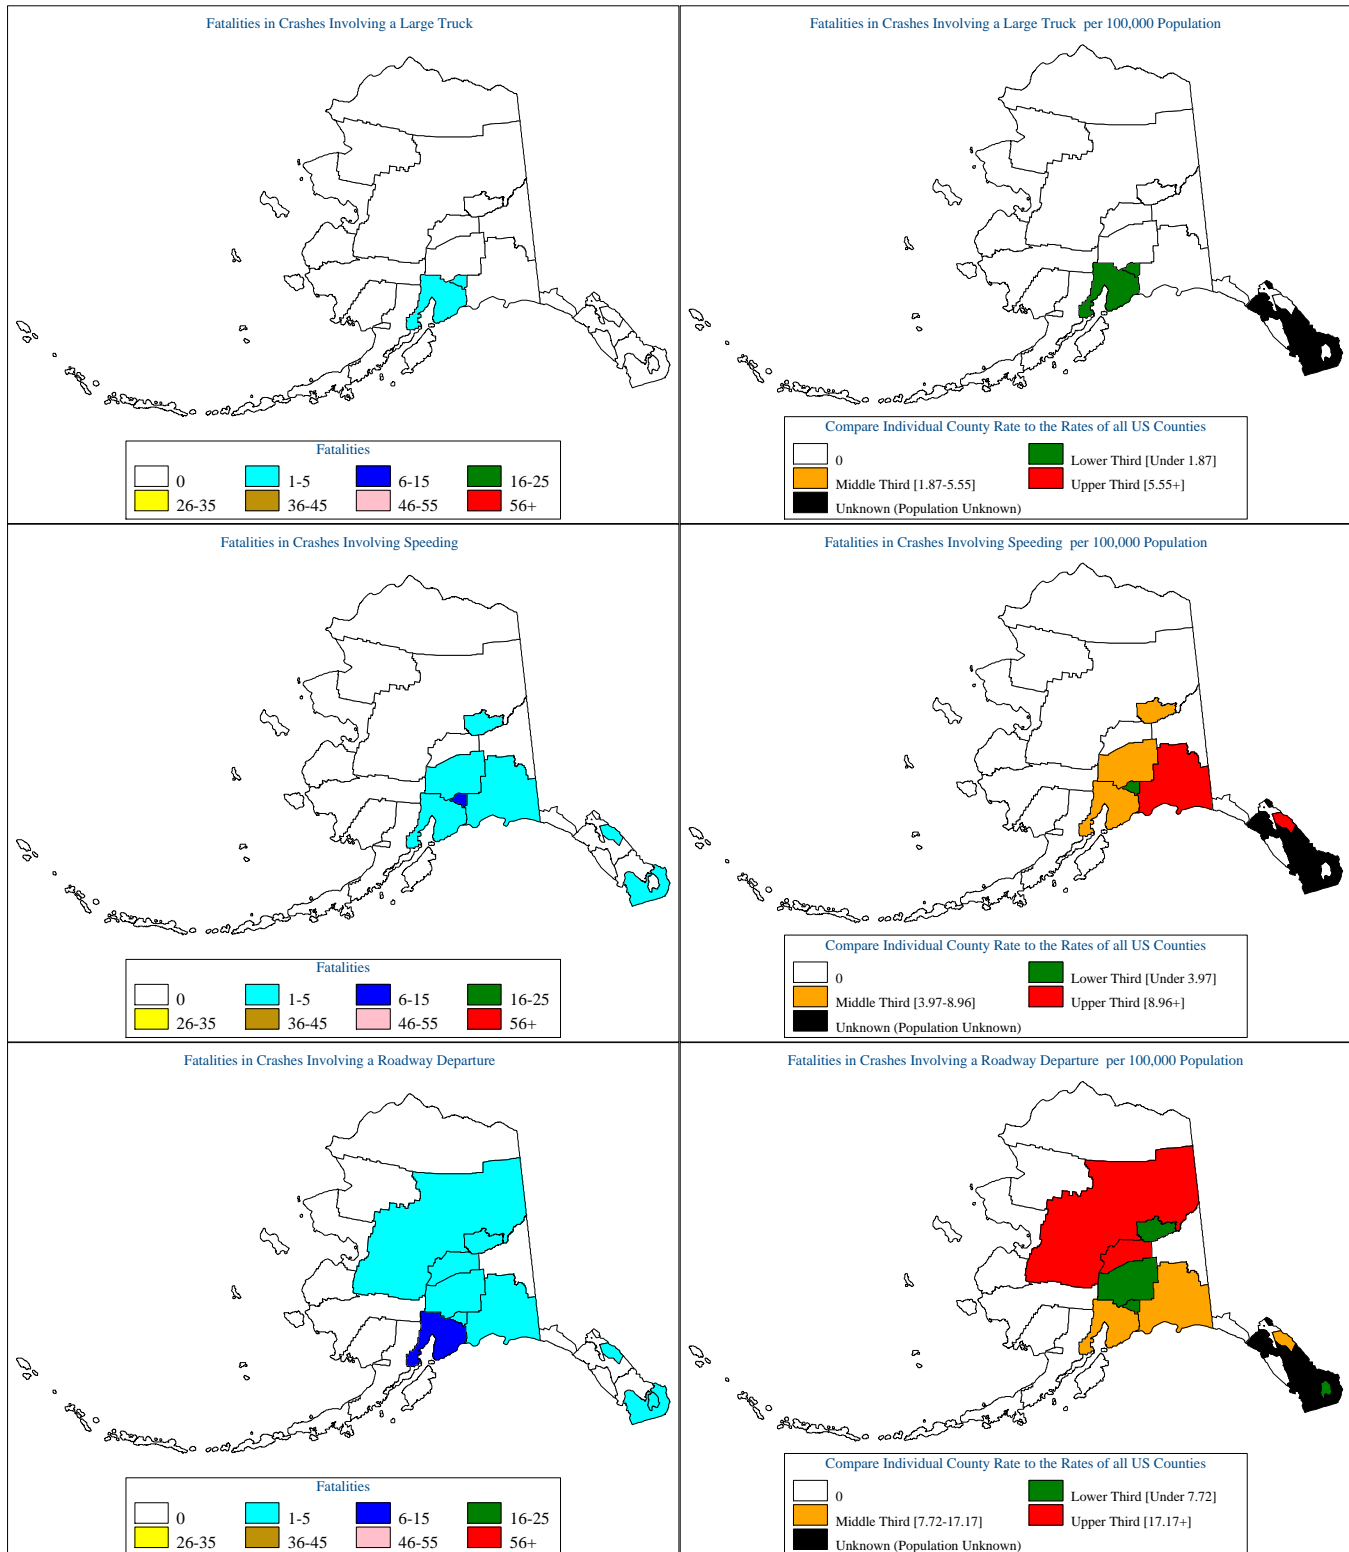 Fatalities in Crashes Involving a Large Truck
Fatalities
0
1-5
6-15
16-25
26-35
36-45
46-55
56+
Fatalities in Crashes Involving a Large Truck per 100,000 Population
Compare Individual County Rate to the Rates of all US Counties
0
Lower Third [Under 1.87]
Middle Third [1.87-5.55]
Upper Third [5.55+]
Unknown (Population Unknown)
Fatalities in Crashes Involving Speeding
Fatalities
0
1-5
6-15
16-25
26-35
36-45
46-55
56+
Fatalities in Crashes Involving Speeding per 100,000 Population
Compare Individual County Rate to the Rates of all US Counties
0
Lower Third [Under 3.97]
Middle Third [3.97-8.96]
Upper Third [8.96+]
Unknown (Population Unknown)
Fatalities in Crashes Involving a Roadway Departure
Fatalities
0
1-5
6-15
16-25
26-35
36-45
46-55
56+
Fatalities in Crashes Involving a Roadway Departure per 100,000 Population
Compare Individual County Rate to the Rates of all US Counties
0
Lower Third [Under 7.72]
Middle Third [7.72-17.17]
Upper Third [17.17+]
Unknown (Population Unknown)